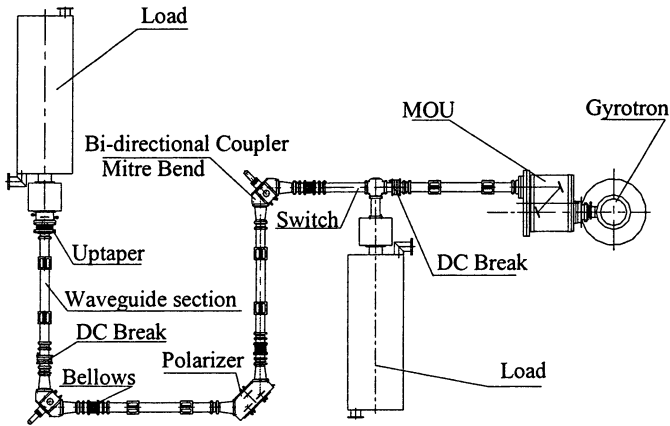 Load
MOU
Gyrotron
Bi-directional Coupler
Mitre Bend
Switch
Uptaper
DC Break
Waveguide section
DC Break
Polarizer
Bellows
Load